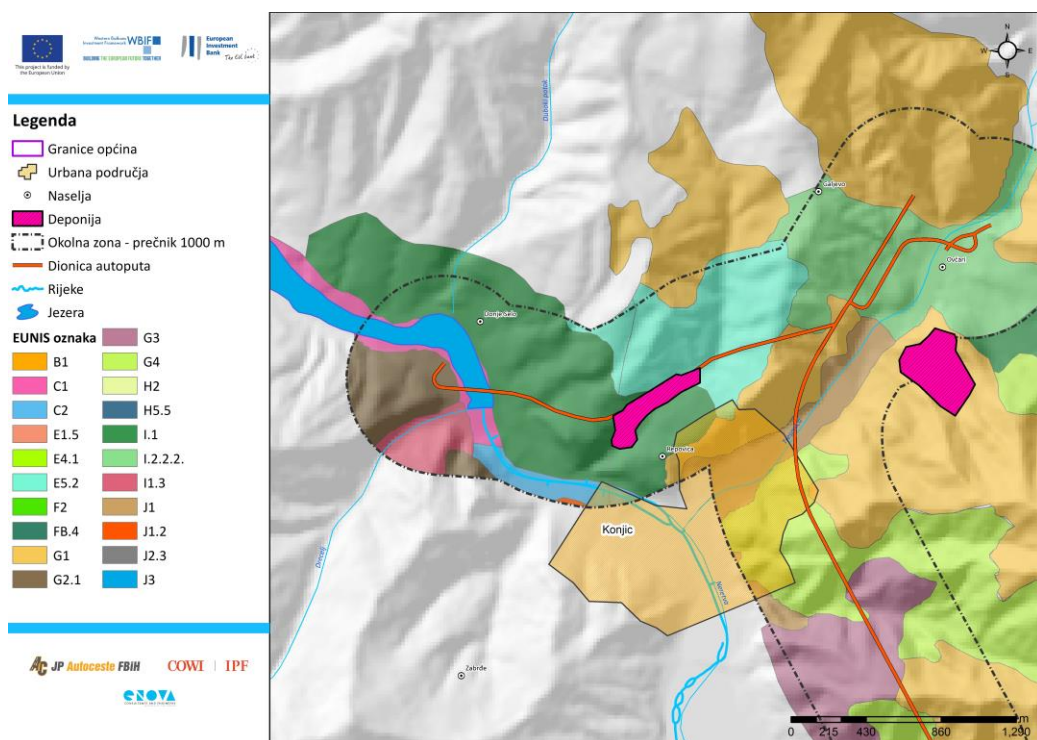 This project is funded by
the European Union
Western Balkans
Investment Framework
WBIF
BUILDING THE EUROPEAN FUTURE TOGETHER
European
Investment
Bank
The EU bank
Legenda
Granice općina
Urbana područja
Naselja
Deponija
Okolna zona - prečnik 1000 m
Dionica autoputa
Rijeke
Jezera
EUNIS oznaka
B1
C1
C2
E1.5
E4.1
E5.2
F2
FB.4
G1
G2.1
G3
G4
H2
H5.5
I.1
I.2.2.2.
I1.3
J1
J1.2
J2.3
J3
JP Autoceste FBiH
COWI | IPF
ENOVA
N
W
E
S
Duboki potok
Galjevo
Ovčari
Donje Selo
Repovica
Konjic
Neretva
Zabrđe
m
0 215 430 860 1,290